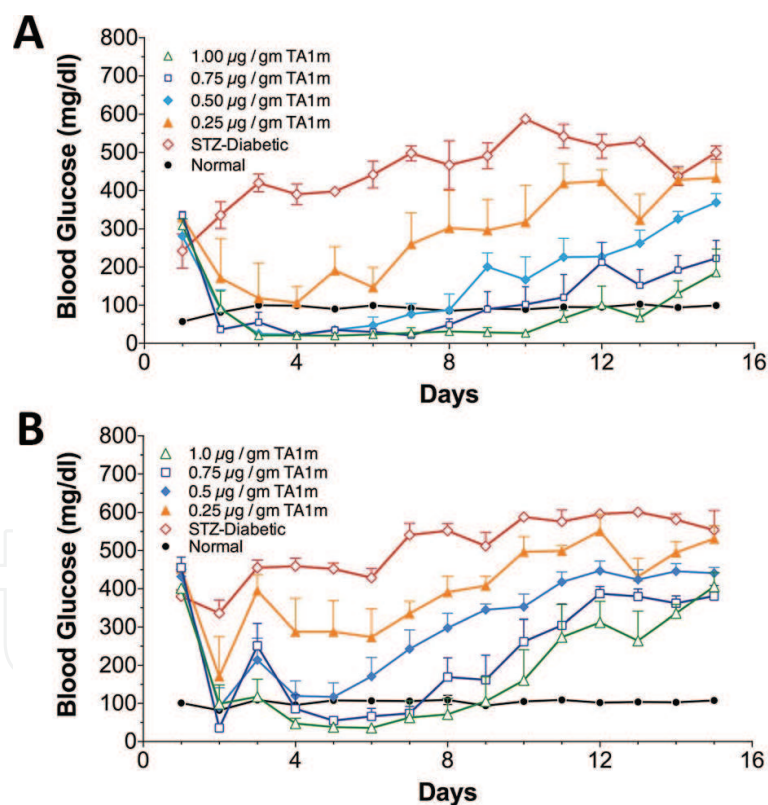 A
800
700
600
500
400
300
200
100
0
Blood Glucose (mg/dl)
1.00 µg / gm TA1m
0.75 µg / gm TA1m
0.50 µg / gm TA1m
0.25 µg / gm TA1m
STZ-Diabetic
Normal
0 4 8 12 16
Days
B
800
700
600
500
400
300
200
100
0
Blood Glucose (mg/dl)
1.0 µg / gm TA1m
0.75 µg / gm TA1m
0.5 µg / gm TA1m
0.25 µg / gm TA1m
STZ-Diabetic
Normal
0 4 8 12 16
Days